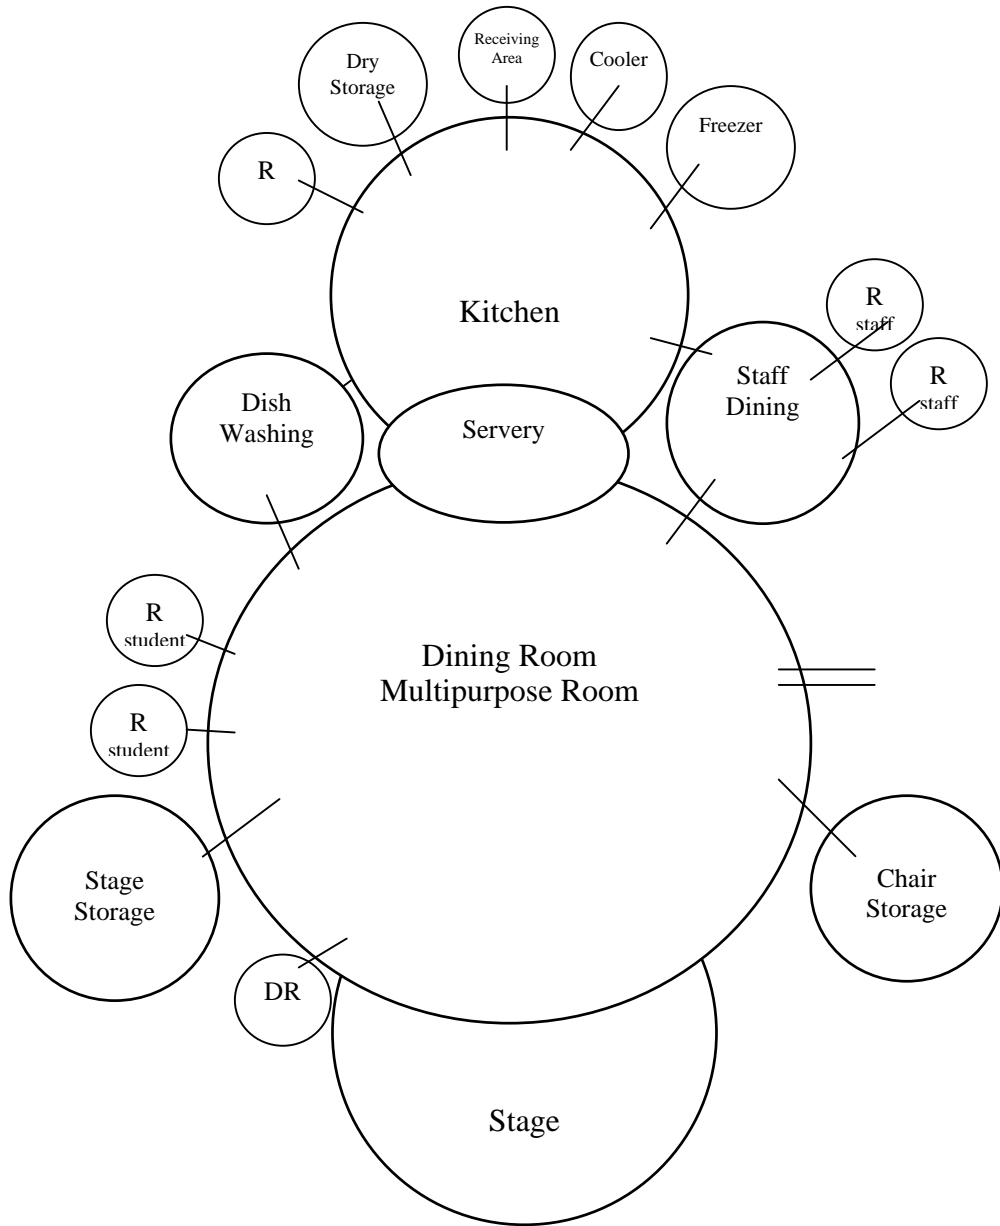 Receiving
Area
Dry
Storage
Cooler
Freezer
R
Kitchen
R
staff
R
staff
Staff
Dining
Dish
Washing
Servery
R
student
R
student
Dining Room
Multipurpose Room
Stage
Storage
Chair
Storage
DR
Stage